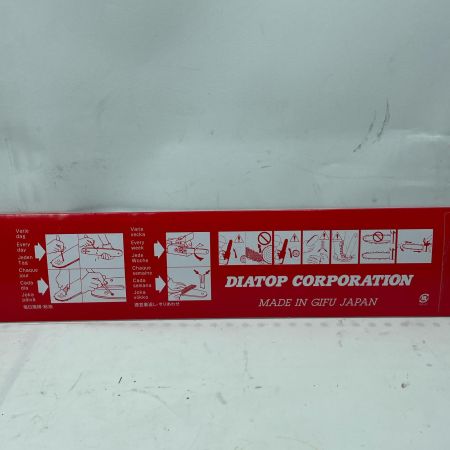 Varje
dag
Every
day
Jeden
Tag
Chaque
jour
Cada
día
Joka
päivä
Varje
vecka
Every
week
Jede
Woche
Chaque
semaine
Cada
semana
Joka
viikko
DIATOP CORPORATION
MADE IN GIFU JAPAN